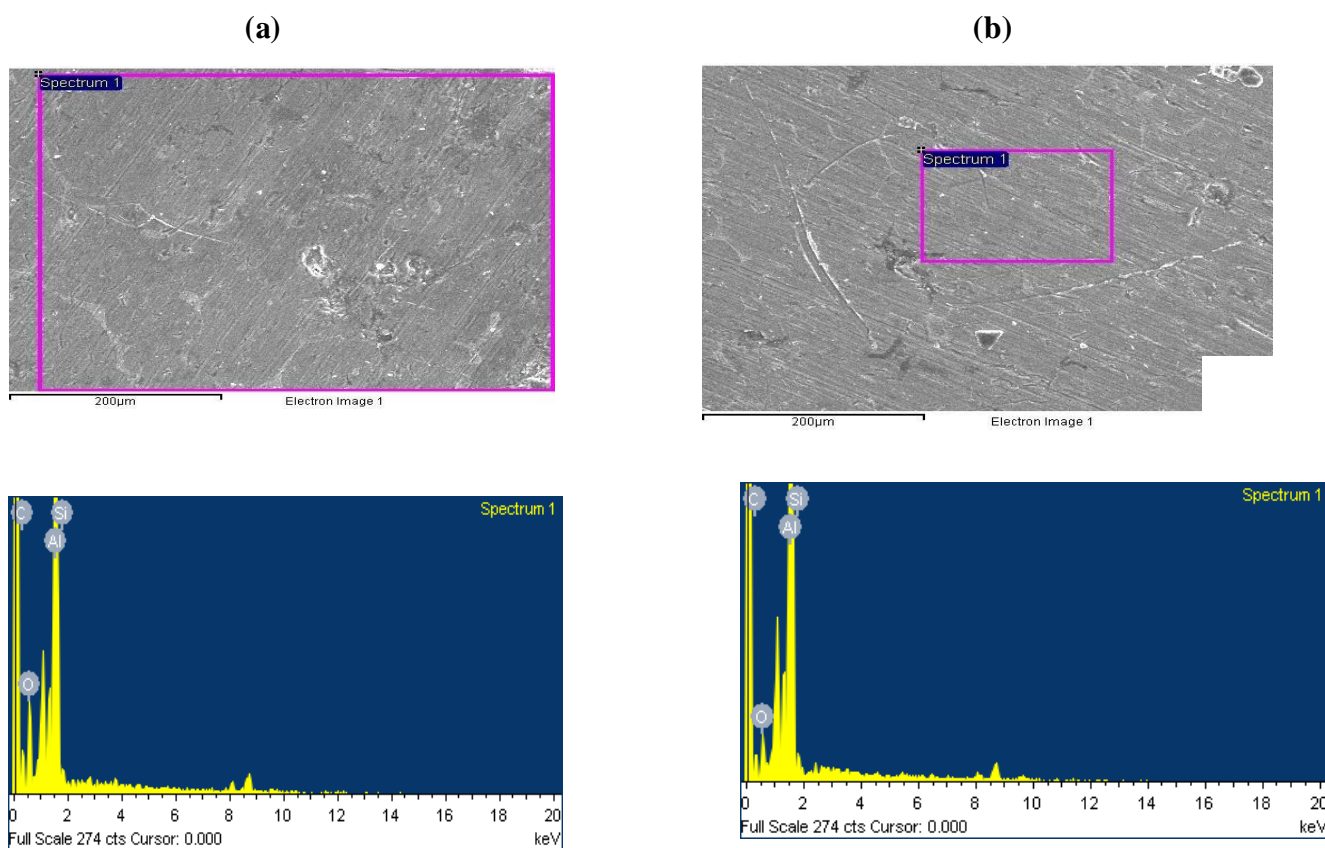 (a)
(b)
Spectrum 1
Spectrum 1
200µm Electron Image 1
200µm Electron Image 1
Spectrum 1
C Si
Al
O
0 2 4 6 8 10 12 14 16 18 20
Full Scale 274 cts Cursor: 0.000 keV
Spectrum 1
C Si
Al
O
0 2 4 6 8 10 12 14 16 18 20
Full Scale 274 cts Cursor: 0.000 keV